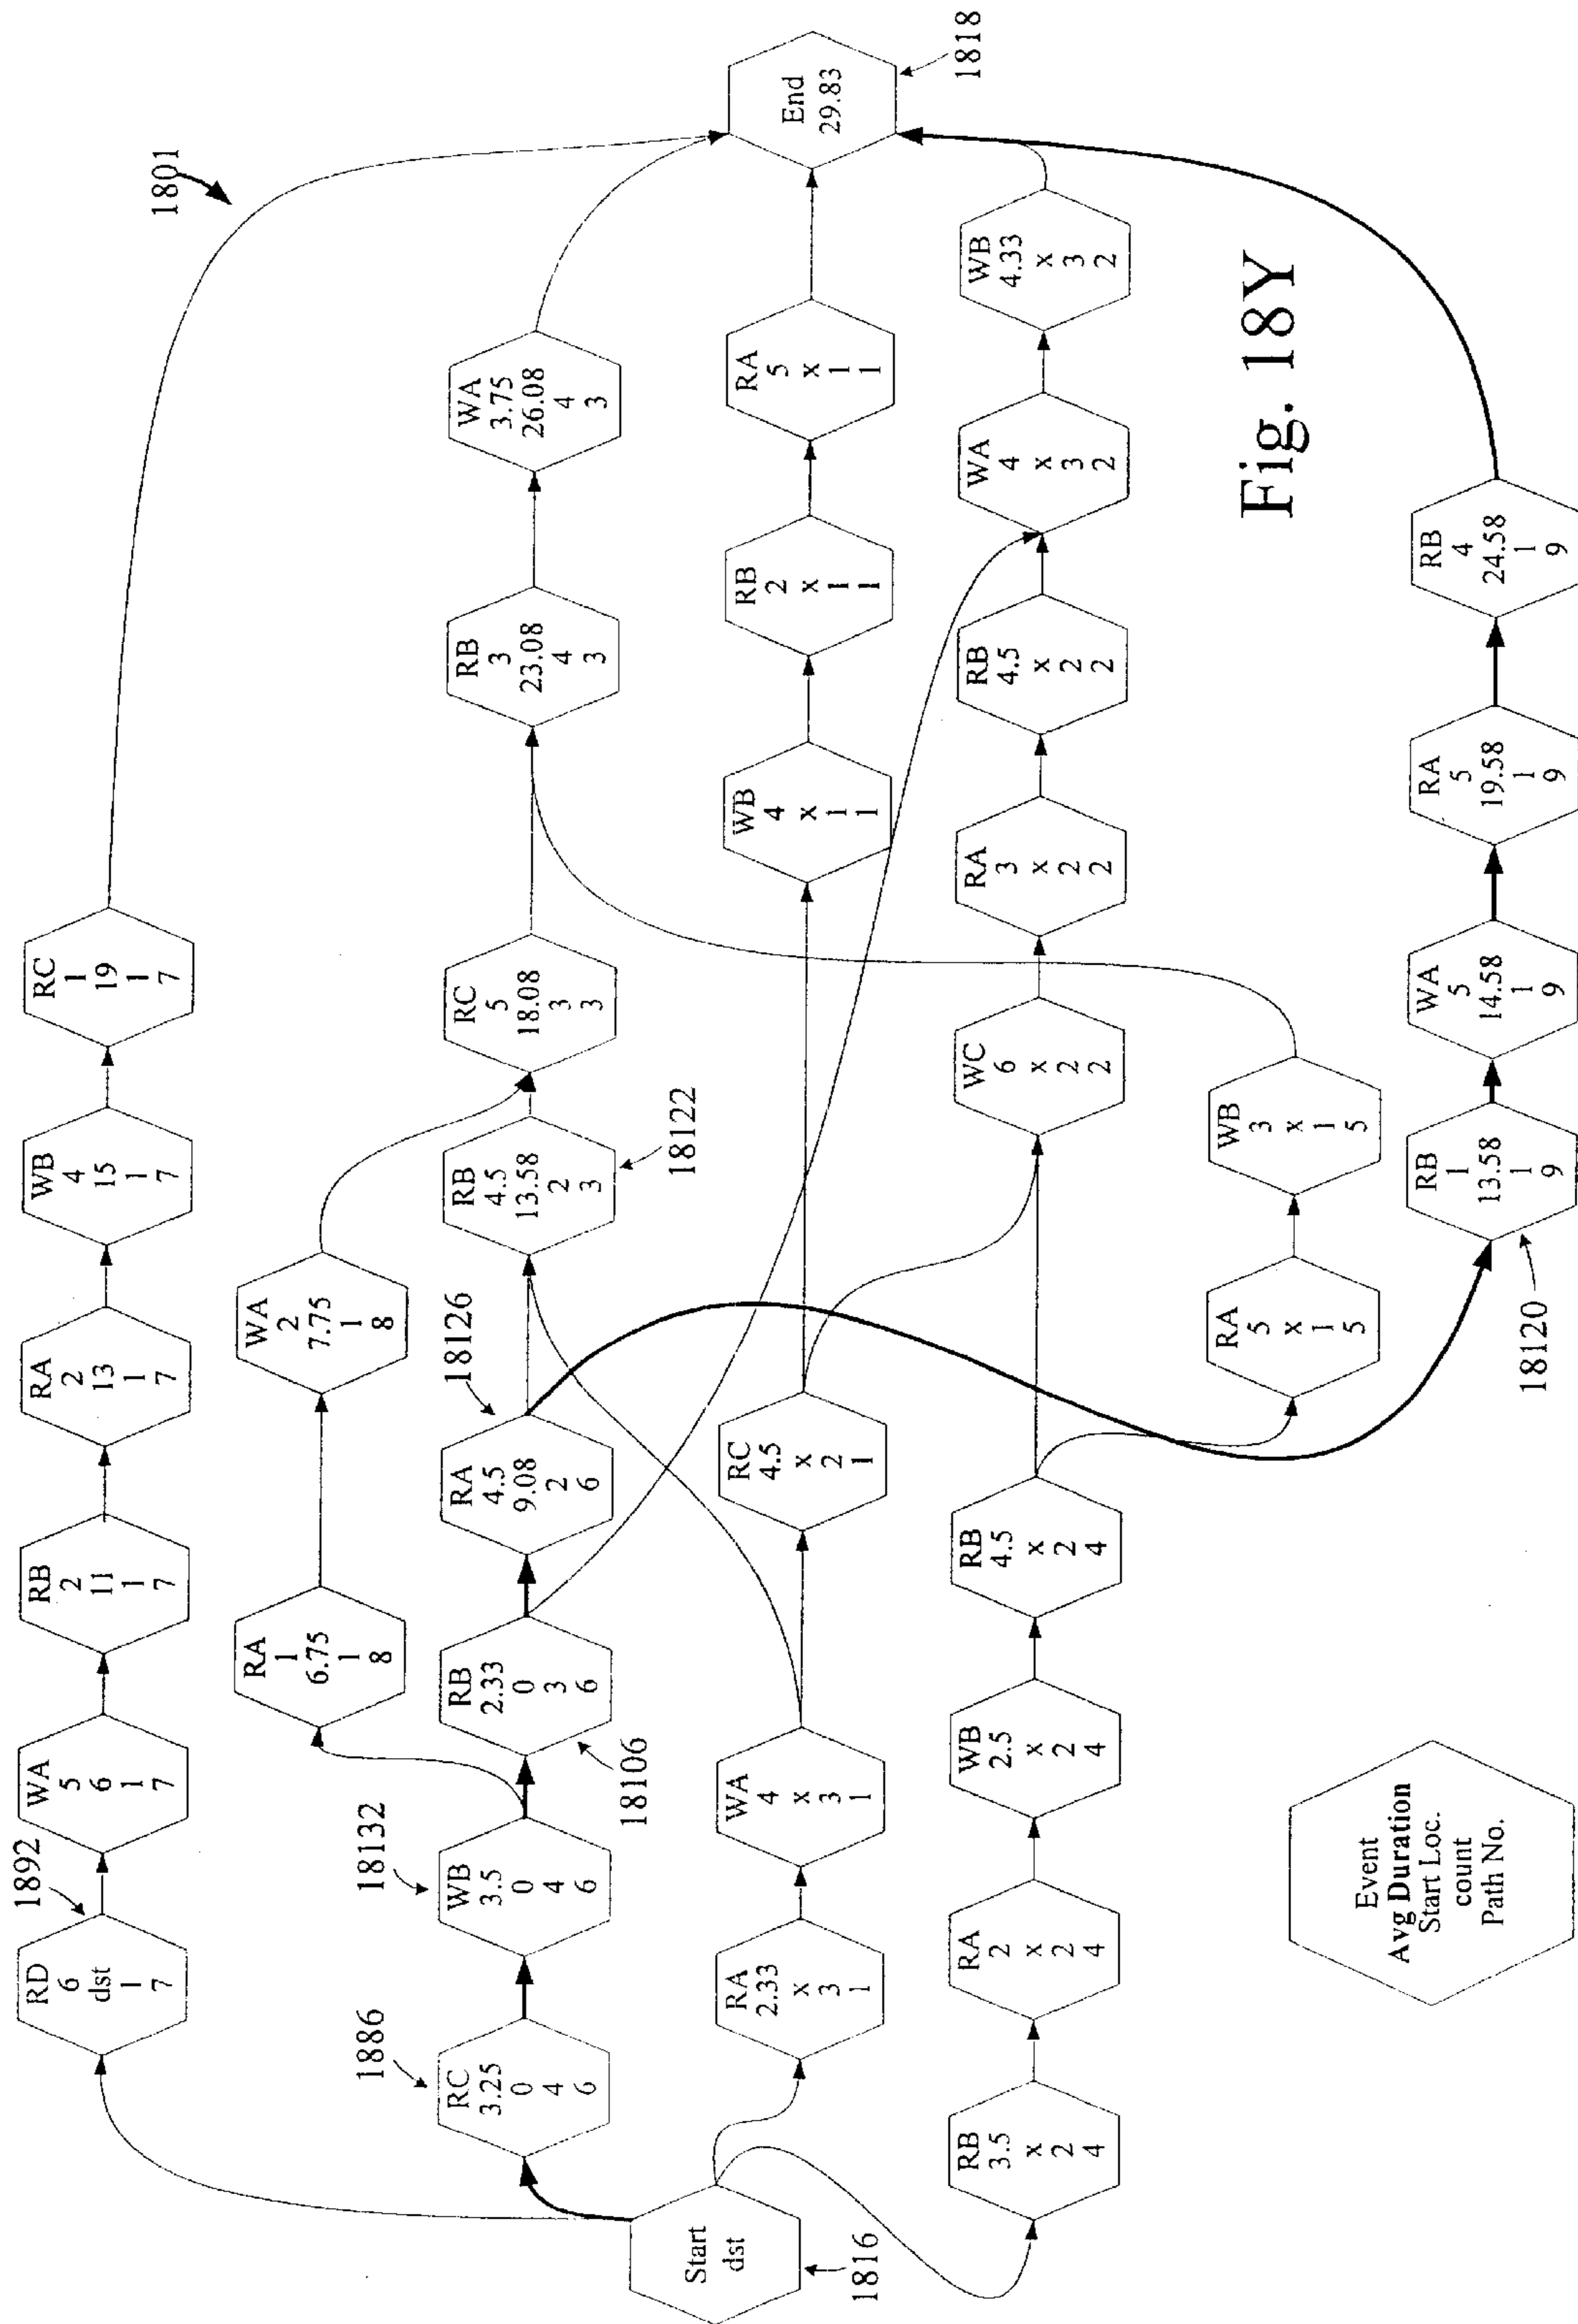 1801
1892
RD
6
dst
1
7
WA
5
6
1
7
RB
2
11
1
7
RA
2
13
1
7
WB
4
15
1
7
RC
1
19
1
7
RA
1
6.75
1
8
WA
2
7.75
1
8
1886
RC
3.25
0
4
6
18132
WB
3.5
0
4
6
RB
2.33
0
3
6
18106
18126
RA
4.5
9.08
2
6
RB
4.5
13.58
2
3
18122
RC
5
18.08
3
3
RB
3
23.08
4
3
WA
3.75
26.08
4
3
Start
dst
1816
RA
2.33
x
3
1
WA
4
x
3
1
RC
4.5
x
2
1
WB
4
x
1
1
RB
2
x
1
1
RA
5
x
1
1
End
29.83
1818
RB
3.5
x
2
4
RA
2
x
2
4
WB
2.5
x
2
4
RB
4.5
x
2
4
WC
6
x
2
2
RA
3
x
2
2
RB
4.5
x
2
2
WA
4
x
3
2
WB
4.33
x
3
2
RA
5
x
1
5
WB
3
x
1
5
RB
1
13.58
1
9
18120
WA
5
14.58
1
9
RA
5
19.58
1
9
RB
4
24.58
1
9
Event
Avg Duration
Start Loc.
count
Path No.
Fig. 18Y